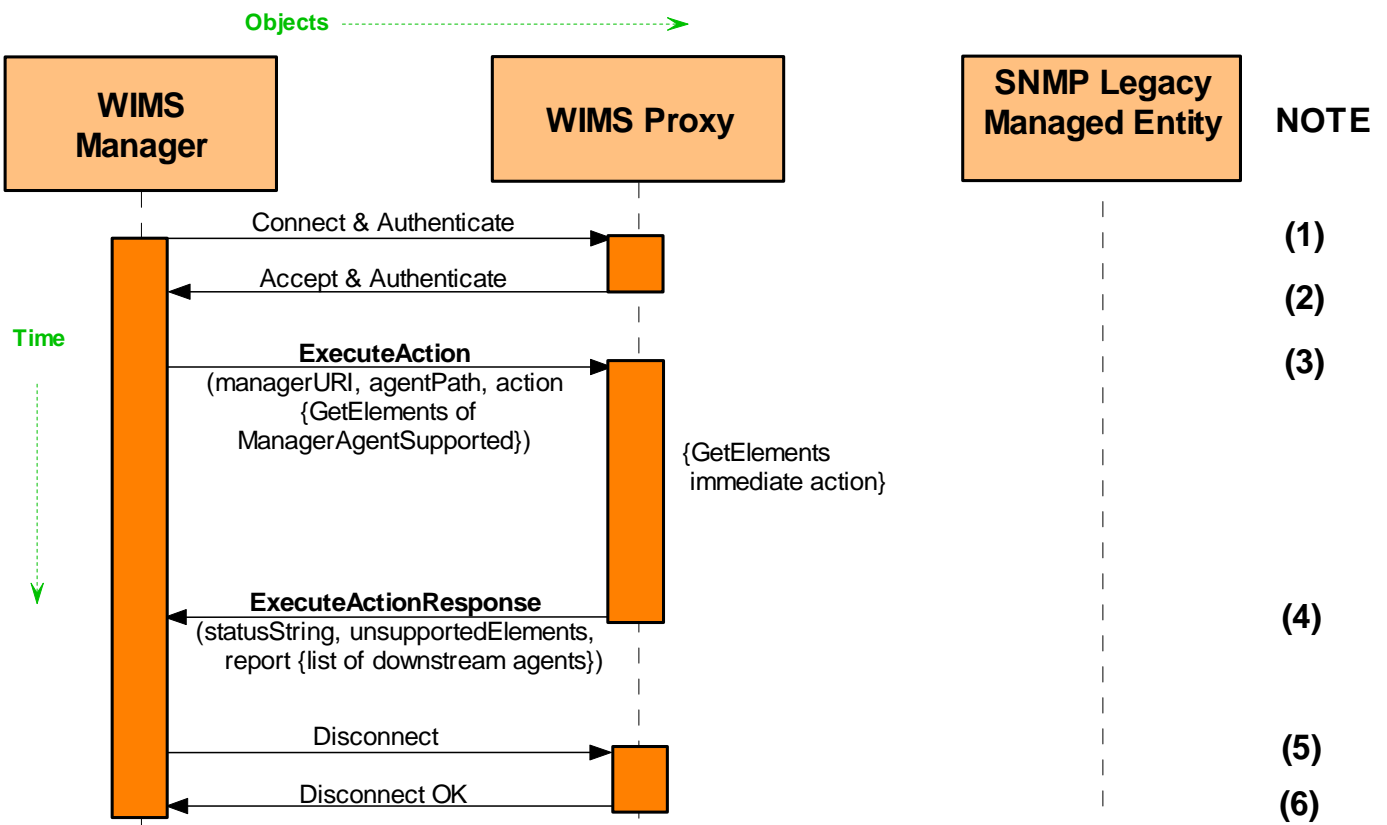 Objects
WIMS
Manager
WIMS Proxy
SNMP Legacy
Managed Entity
NOTE
Connect & Authenticate
(1)
Accept & Authenticate
(2)
Time
ExecuteAction
(3)
(managerURI, agentPath, action
{GetElements of
ManagerAgentSupported})
{GetElements
immediate action}
ExecuteActionResponse
(4)
(statusString, unsupportedElements,
report {list of downstream agents})
Disconnect
(5)
Disconnect OK
(6)